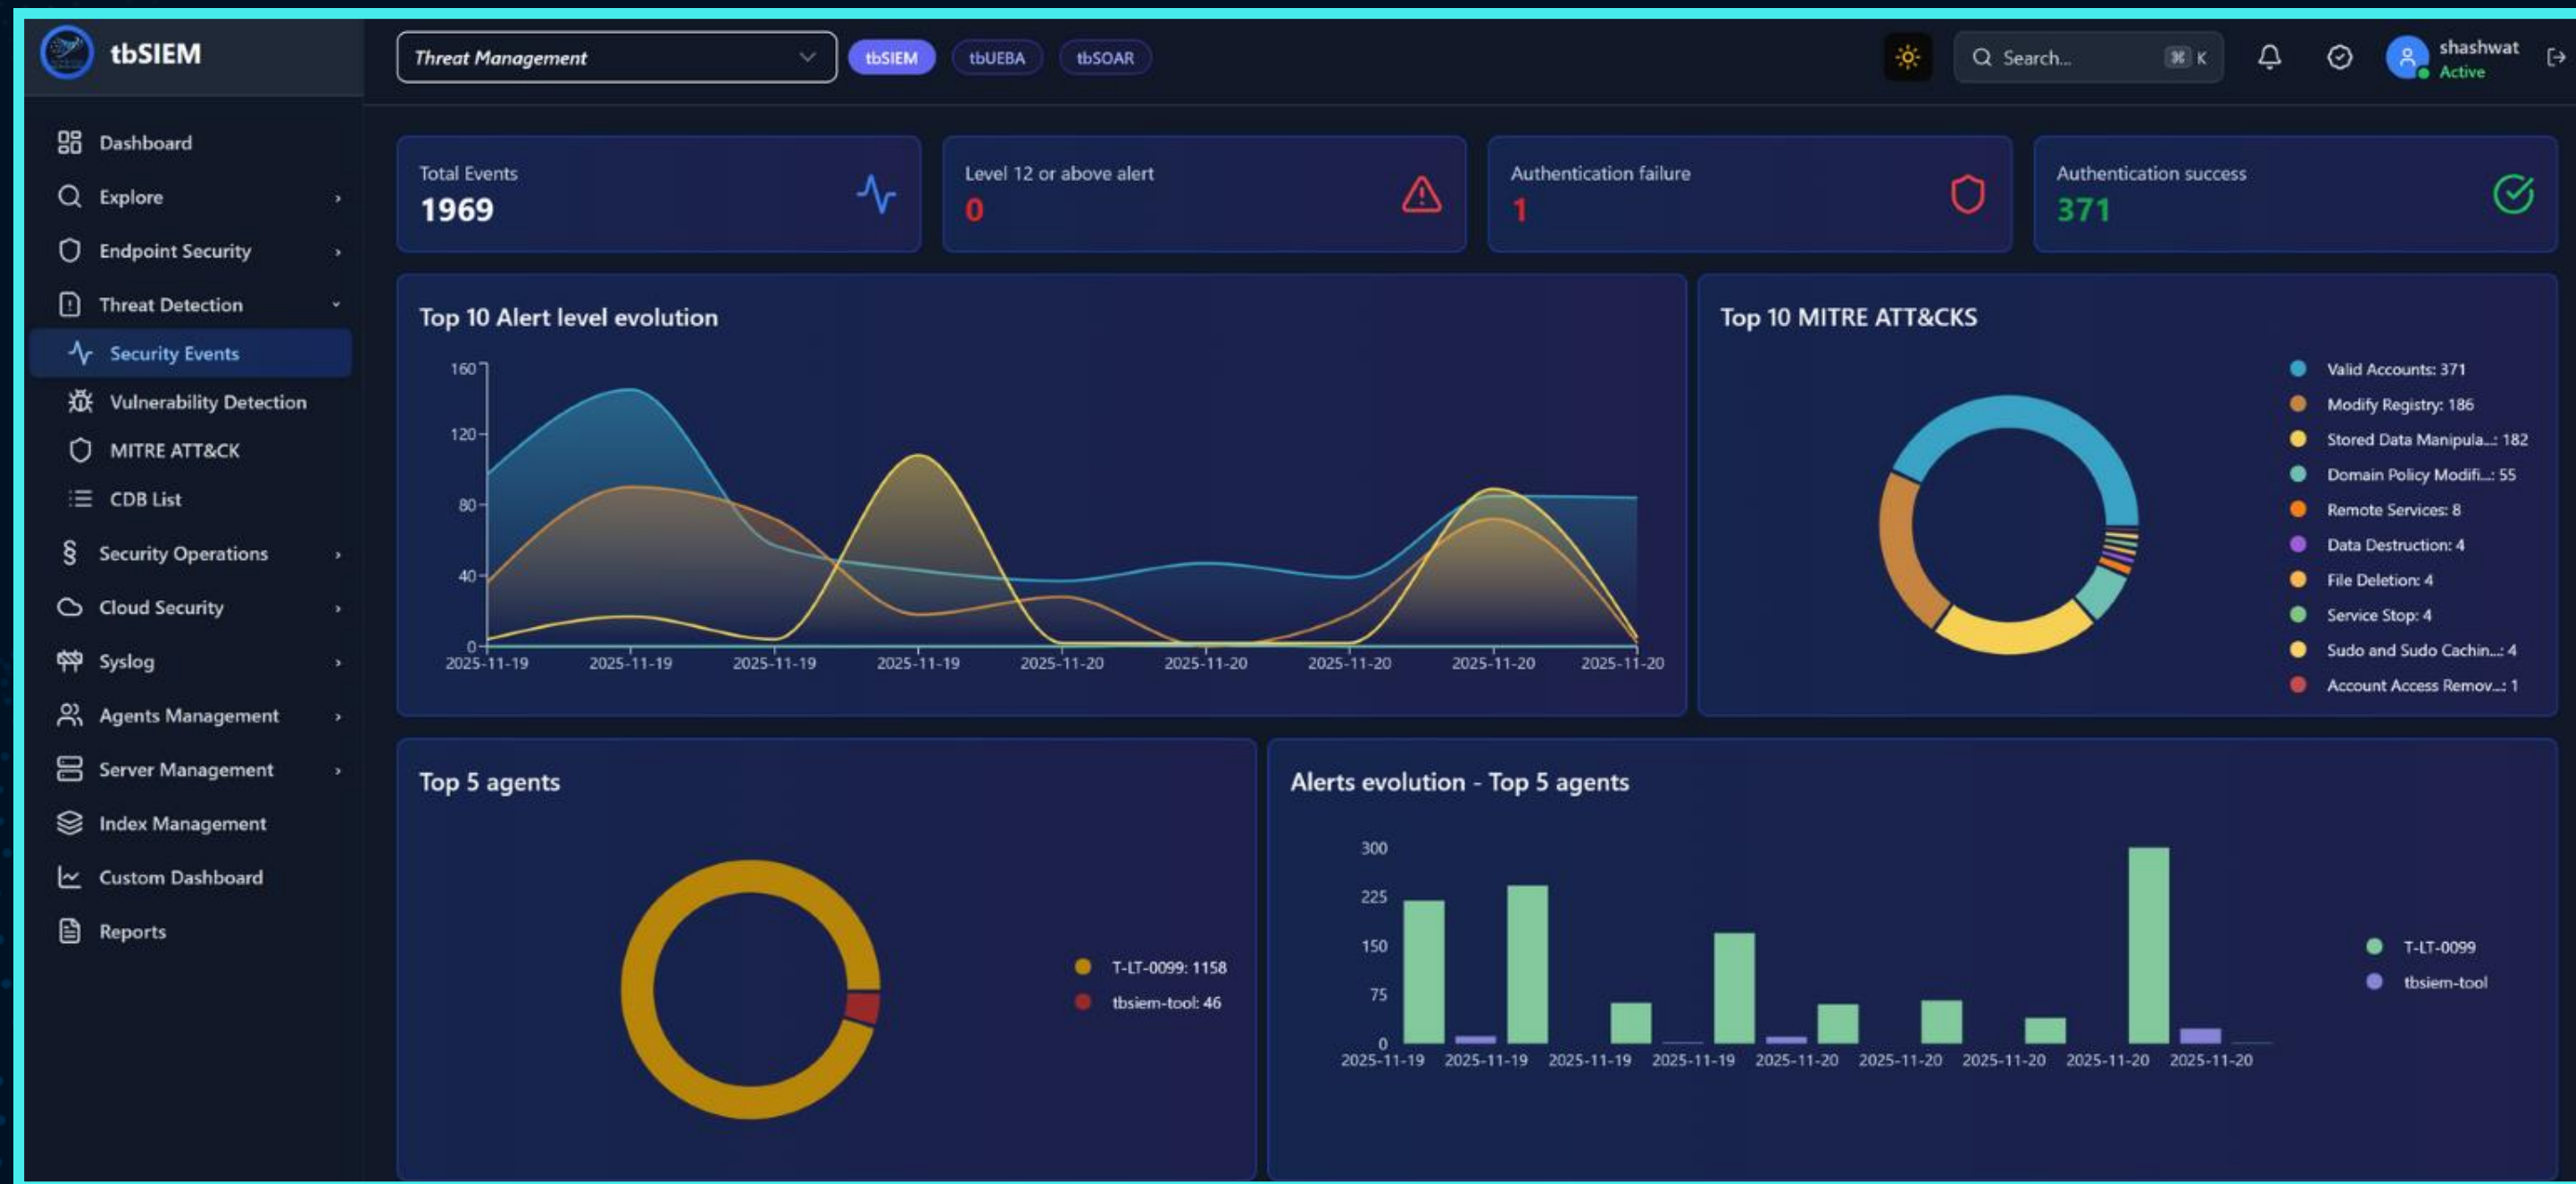 tbSIEM
Threat Management
tbSIEM
tbUEBA
tbSOAR
Search...
⌘ K
shashwat
Active
Dashboard
Explore
Endpoint Security
Threat Detection
Security Events
Vulnerability Detection
MITRE ATT&CK
CDB List
Security Operations
Cloud Security
Syslog
Agents Management
Server Management
Index Management
Custom Dashboard
Reports
Total Events
1969
Level 12 or above alert
0
Authentication failure
1
Authentication success
371
Top 10 Alert level evolution
160
120
80
40
0
2025-11-19 2025-11-19 2025-11-19 2025-11-19 2025-11-20 2025-11-20 2025-11-20 2025-11-20 2025-11-20
Top 10 MITRE ATT&CKS
Valid Accounts: 371
Modify Registry: 186
Stored Data Manipula...: 182
Domain Policy Modifi...: 55
Remote Services: 8
Data Destruction: 4
File Deletion: 4
Service Stop: 4
Sudo and Sudo Cachin...: 4
Account Access Remov...: 1
Top 5 agents
T-LT-0099: 1158
tbsiem-tool: 46
Alerts evolution - Top 5 agents
300
225
150
75
0
2025-11-19 2025-11-19 2025-11-19 2025-11-19 2025-11-20 2025-11-20 2025-11-20 2025-11-20 2025-11-20
T-LT-0099
tbsiem-tool